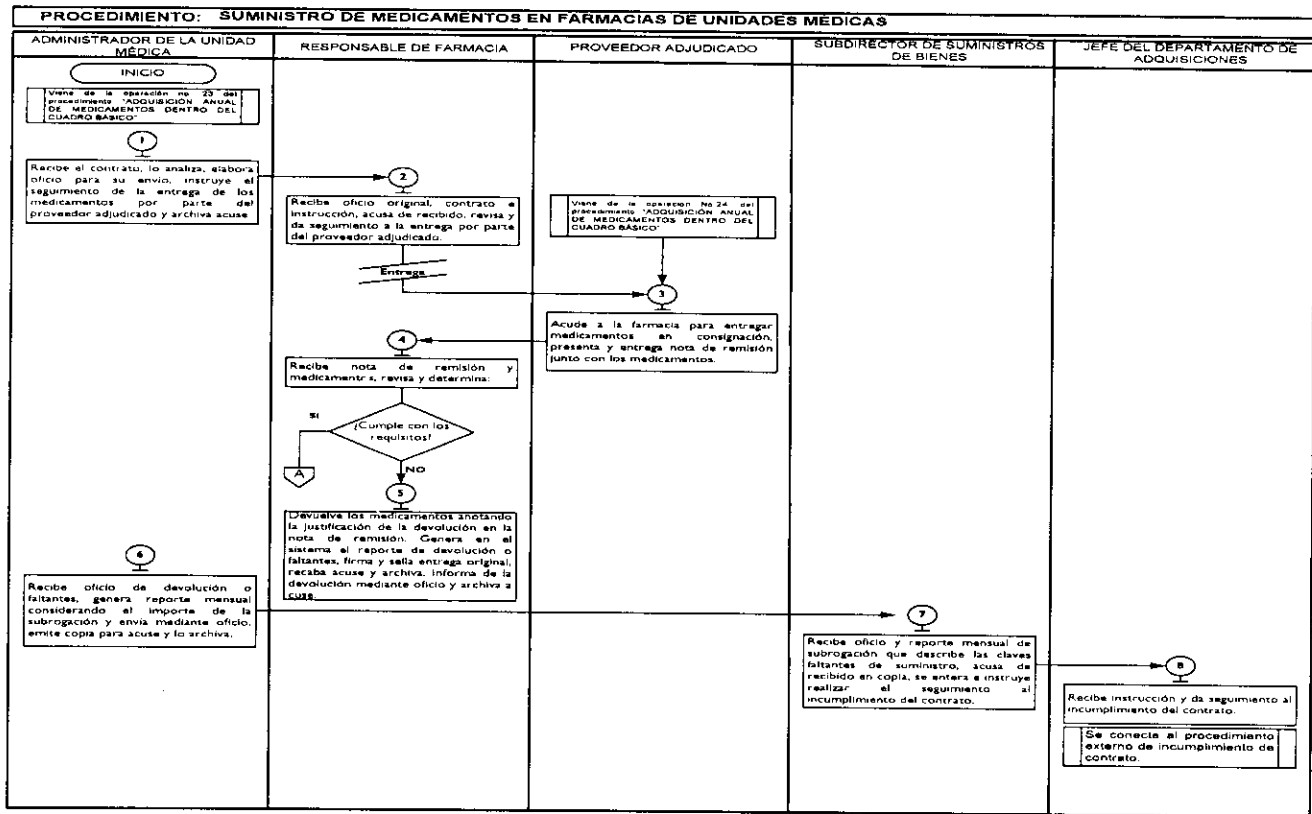 PROCEDIMIENTO: SUMINISTRO DE MEDICAMENTOS EN FARMACIAS DE UNIDADES MÉDICAS
ADMINISTRADOR DE LA UNIDAD
MÉDICA
RESPONSABLE DE FARMACIA
PROVEEDOR ADJUDICADO
SUBDIRECTOR DE SUMINISTROS
DE BIENES
JEFE DEL DEPARTAMENTO DE
ADQUISICIONES
INICIO
Viene de la operación no 23 del
procedimiento "ADQUISICIÓN ANUAL
DE MEDICAMENTOS DENTRO DEL
CUADRO BÁSICO"
1
Recibe el contrato, lo analiza, elabora
oficio para su envío, instruye el
seguimiento de la entrega de los
medicamentos por parte del
proveedor adjudicado y archiva acuse
2
Recibe oficio original, contrato e
instrucción, acusa de recibido, revisa y
da seguimiento a la entrega por parte
del proveedor adjudicado.
Entrega
Viene de la operación No 24 del
procedimiento "ADQUISICIÓN ANUAL
DE MEDICAMENTOS DENTRO DEL
CUADRO BÁSICO"
3
Acude a la farmacia para entregar
medicamentos en consignación,
presenta y entrega nota de remisión
junto con los medicamentos.
4
Recibe nota de remisión y
medicamentos, revisa y determina:
¿Cumple con los
requisitos?
SI
A
NO
5
Devuelve los medicamentos anotando
la justificación de la devolución en la
nota de remisión. Genera en el
sistema el reporte de devolución o
faltantes, firma y sella entrega original,
recaba acuse y archiva. Informa de la
devolución mediante oficio y archiva a
cuse.
6
Recibe oficio de devolución o
faltantes, genera reporte mensual
considerando el importe de la
subrogación y envía mediante oficio,
emite copia para acuse y lo archiva.
7
Recibe oficio y reporte mensual de
subrogación que describe las claves
faltantes de suministro, acusa de
recibido en copia, se entera e instruye
realizar el seguimiento al
incumplimiento del contrato.
8
Recibe instrucción y da seguimiento al
incumplimiento del contrato.
Se conecta al procedimiento
externo de incumplimiento de
contrato.